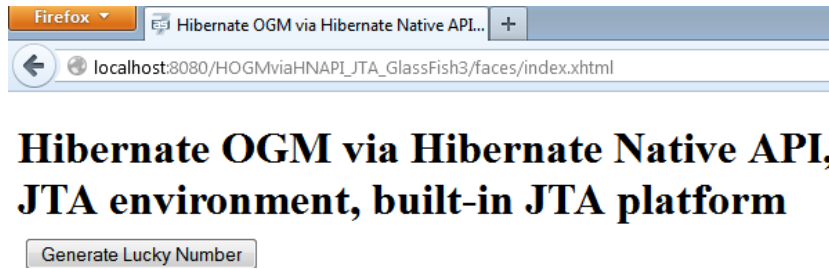 Firefox
Hibernate OGM via Hibernate Native API...
localhost:8080/HOGMviaHNAPI_JTA_GlassFish3/faces/index.xhtml
Hibernate OGM via Hibernate Native API,
JTA environment, built-in JTA platform
Generate Lucky Number